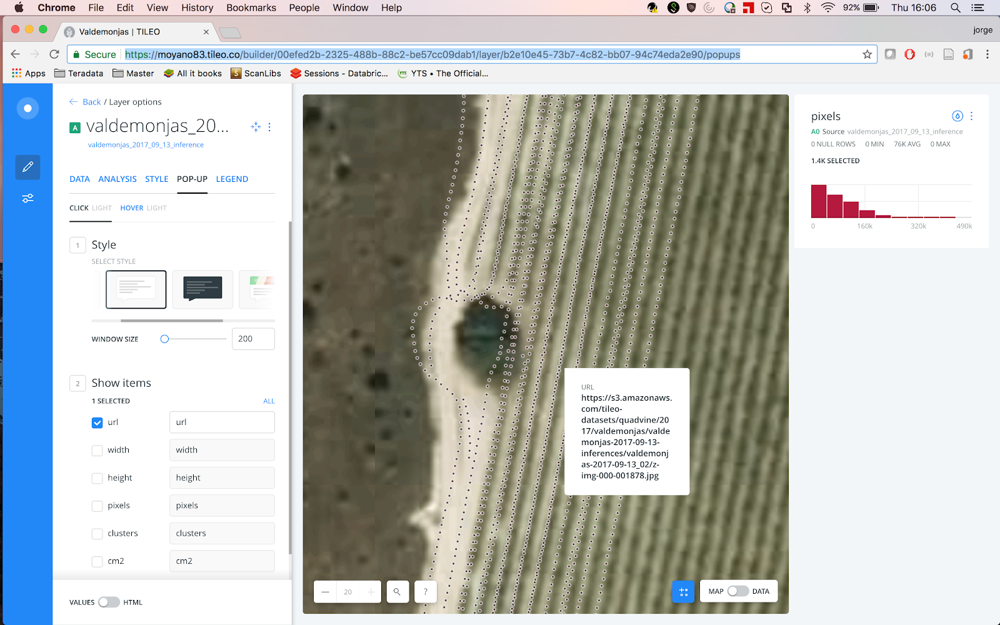 Chrome File Edit View History Bookmarks People Window Help 92% Thu 16:06
Valdemonjas | TILEO
jorge
Secure https://moyano83.tileo.co/builder/00efed2b-2325-488b-88c2-be57cc09dab1/layer/b2e10e45-73b7-4c82-bb07-94c74eda2e90/popups
Apps Teradata Master All it books ScanLibs Sessions - Databric... YTS • The Official...
← Back / Layer options
A valdemonjas_20...
valdemonjas_2017_09_13_inference
DATA ANALYSIS STYLE POP-UP LEGEND
CLICK LIGHT HOVER LIGHT
1 Style
SELECT STYLE
WINDOW SIZE 200
2 Show items
1 SELECTED ALL
url url
width width
height height
pixels pixels
clusters clusters
cm2 cm2
VALUES HTML
URL
https://s3.amazonaws.
com/tileo-
datasets/quadvine/20
17/valdemonjas/valde
monjas-2017-09-13-
inferences/valdemonj
as-2017-09-13_02/z-
img-000-001878.jpg
— 20 + ?
MAP DATA
pixels
A0 Source valdemonjas_2017_09_13_inference
0 NULL ROWS 0 MIN 76K AVG 0 MAX
1.4K SELECTED
0 160k 320k 490k